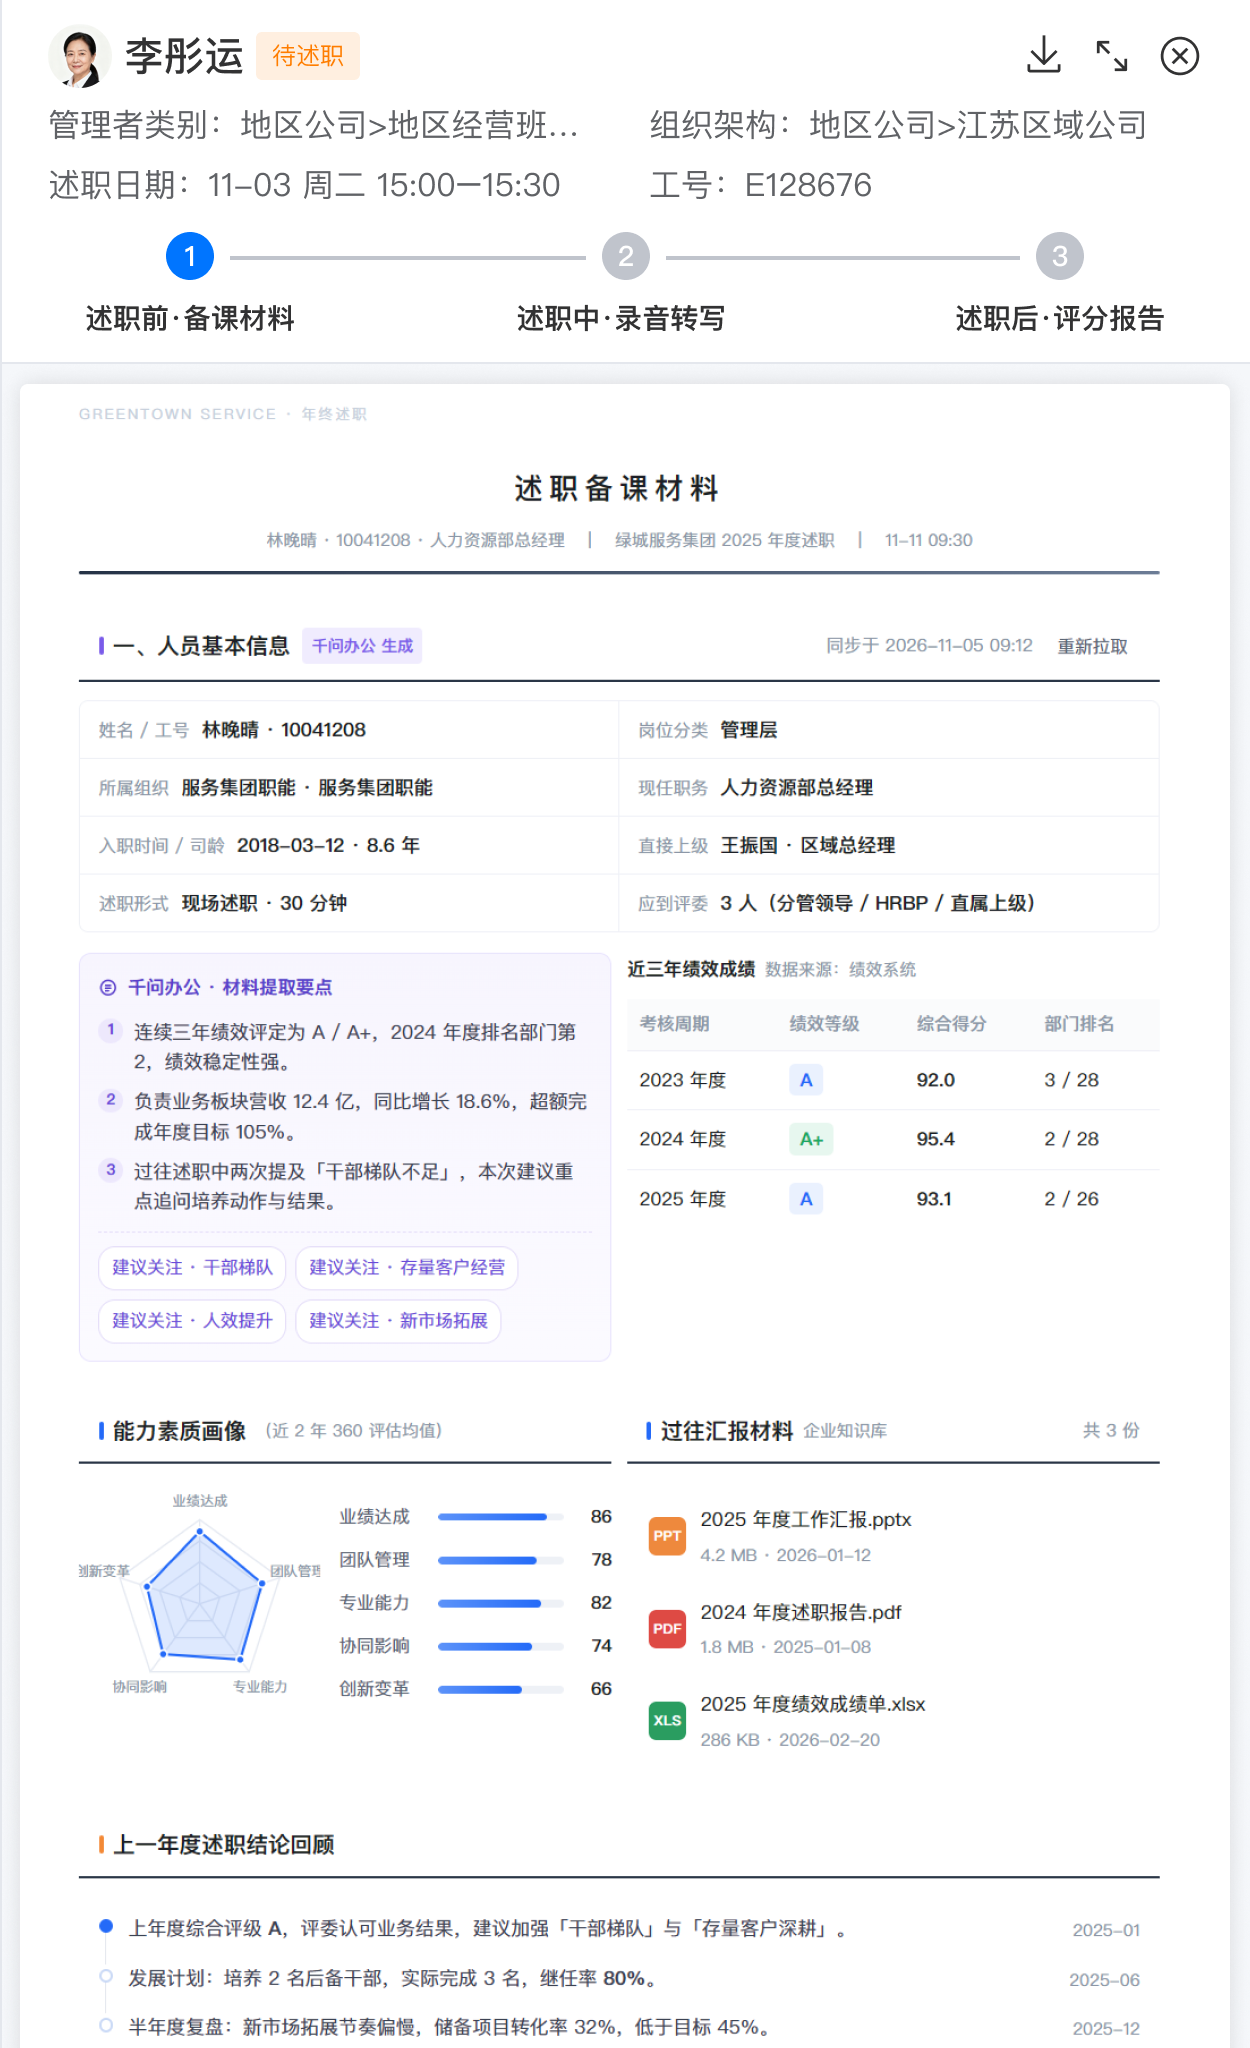 李彤运 待述职
管理者类别：地区公司>地区经营班...
组织架构：地区公司>江苏区域公司
述职日期：11-03 周二 15:00—15:30
工号：E128676
1
2
3
述职前·备课材料
述职中·录音转写
述职后·评分报告
GREENTOWN SERVICE · 年终述职
述职备课材料
林晚晴 · 10041208 · 人力资源部总经理 | 绿城服务集团 2025 年度述职 | 11-11 09:30
一、人员基本信息 千问办公 生成
同步于 2026-11-05 09:12 重新拉取
姓名 / 工号 林晚晴 · 10041208
岗位分类 管理层
所属组织 服务集团职能 · 服务集团职能
现任职务 人力资源部总经理
入职时间 / 司龄 2018-03-12 · 8.6 年
直接上级 王振国 · 区域总经理
述职形式 现场述职 · 30 分钟
应到评委 3 人（分管领导 / HRBP / 直属上级）
千问办公 · 材料提取要点
1 连续三年绩效评定为 A / A+，2024 年度排名部门第
2，绩效稳定性强。
2 负责业务板块营收 12.4 亿，同比增长 18.6%，超额完
成年度目标 105%。
3 过往述职中两次提及「干部梯队不足」，本次建议重
点追问培养动作与结果。
建议关注 · 干部梯队
建议关注 · 存量客户经营
建议关注 · 人效提升
建议关注 · 新市场拓展
近三年绩效成绩 数据来源：绩效系统
考核周期 绩效等级 综合得分 部门排名
2023 年度 A 92.0 3 / 28
2024 年度 A+ 95.4 2 / 28
2025 年度 A 93.1 2 / 26
能力素质画像 （近 2 年 360 评估均值）
业绩达成
创新变革
团队管理
协同影响
专业能力
业绩达成 86
团队管理 78
专业能力 82
协同影响 74
创新变革 66
过往汇报材料 企业知识库 共 3 份
PPT
2025 年度工作汇报.pptx
4.2 MB · 2026-01-12
PDF
2024 年度述职报告.pdf
1.8 MB · 2025-01-08
XLS
2025 年度绩效成绩单.xlsx
286 KB · 2026-02-20
上一年度述职结论回顾
上年度综合评级 A，评委认可业务结果，建议加强「干部梯队」与「存量客户深耕」。 2025-01
发展计划：培养 2 名后备干部，实际完成 3 名，继任率 80%。 2025-06
半年度复盘：新市场拓展节奏偏慢，储备项目转化率 32%，低于目标 45%。 2025-12